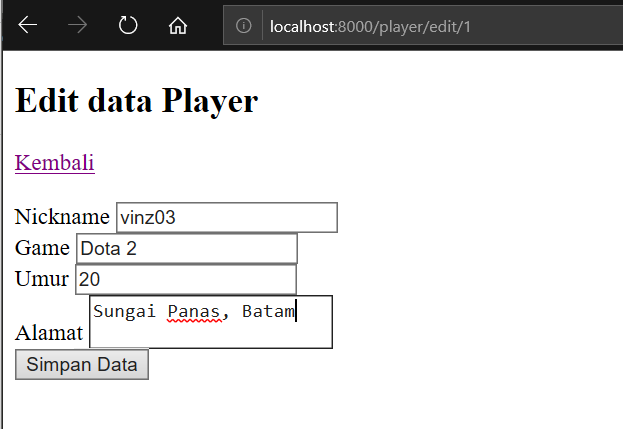 localhost:8000/player/edit/1
Edit data Player
Kembali
Nickname vinz03
Game Dota 2
Umur 20
Alamat Sungai Panas, Batam
Simpan Data